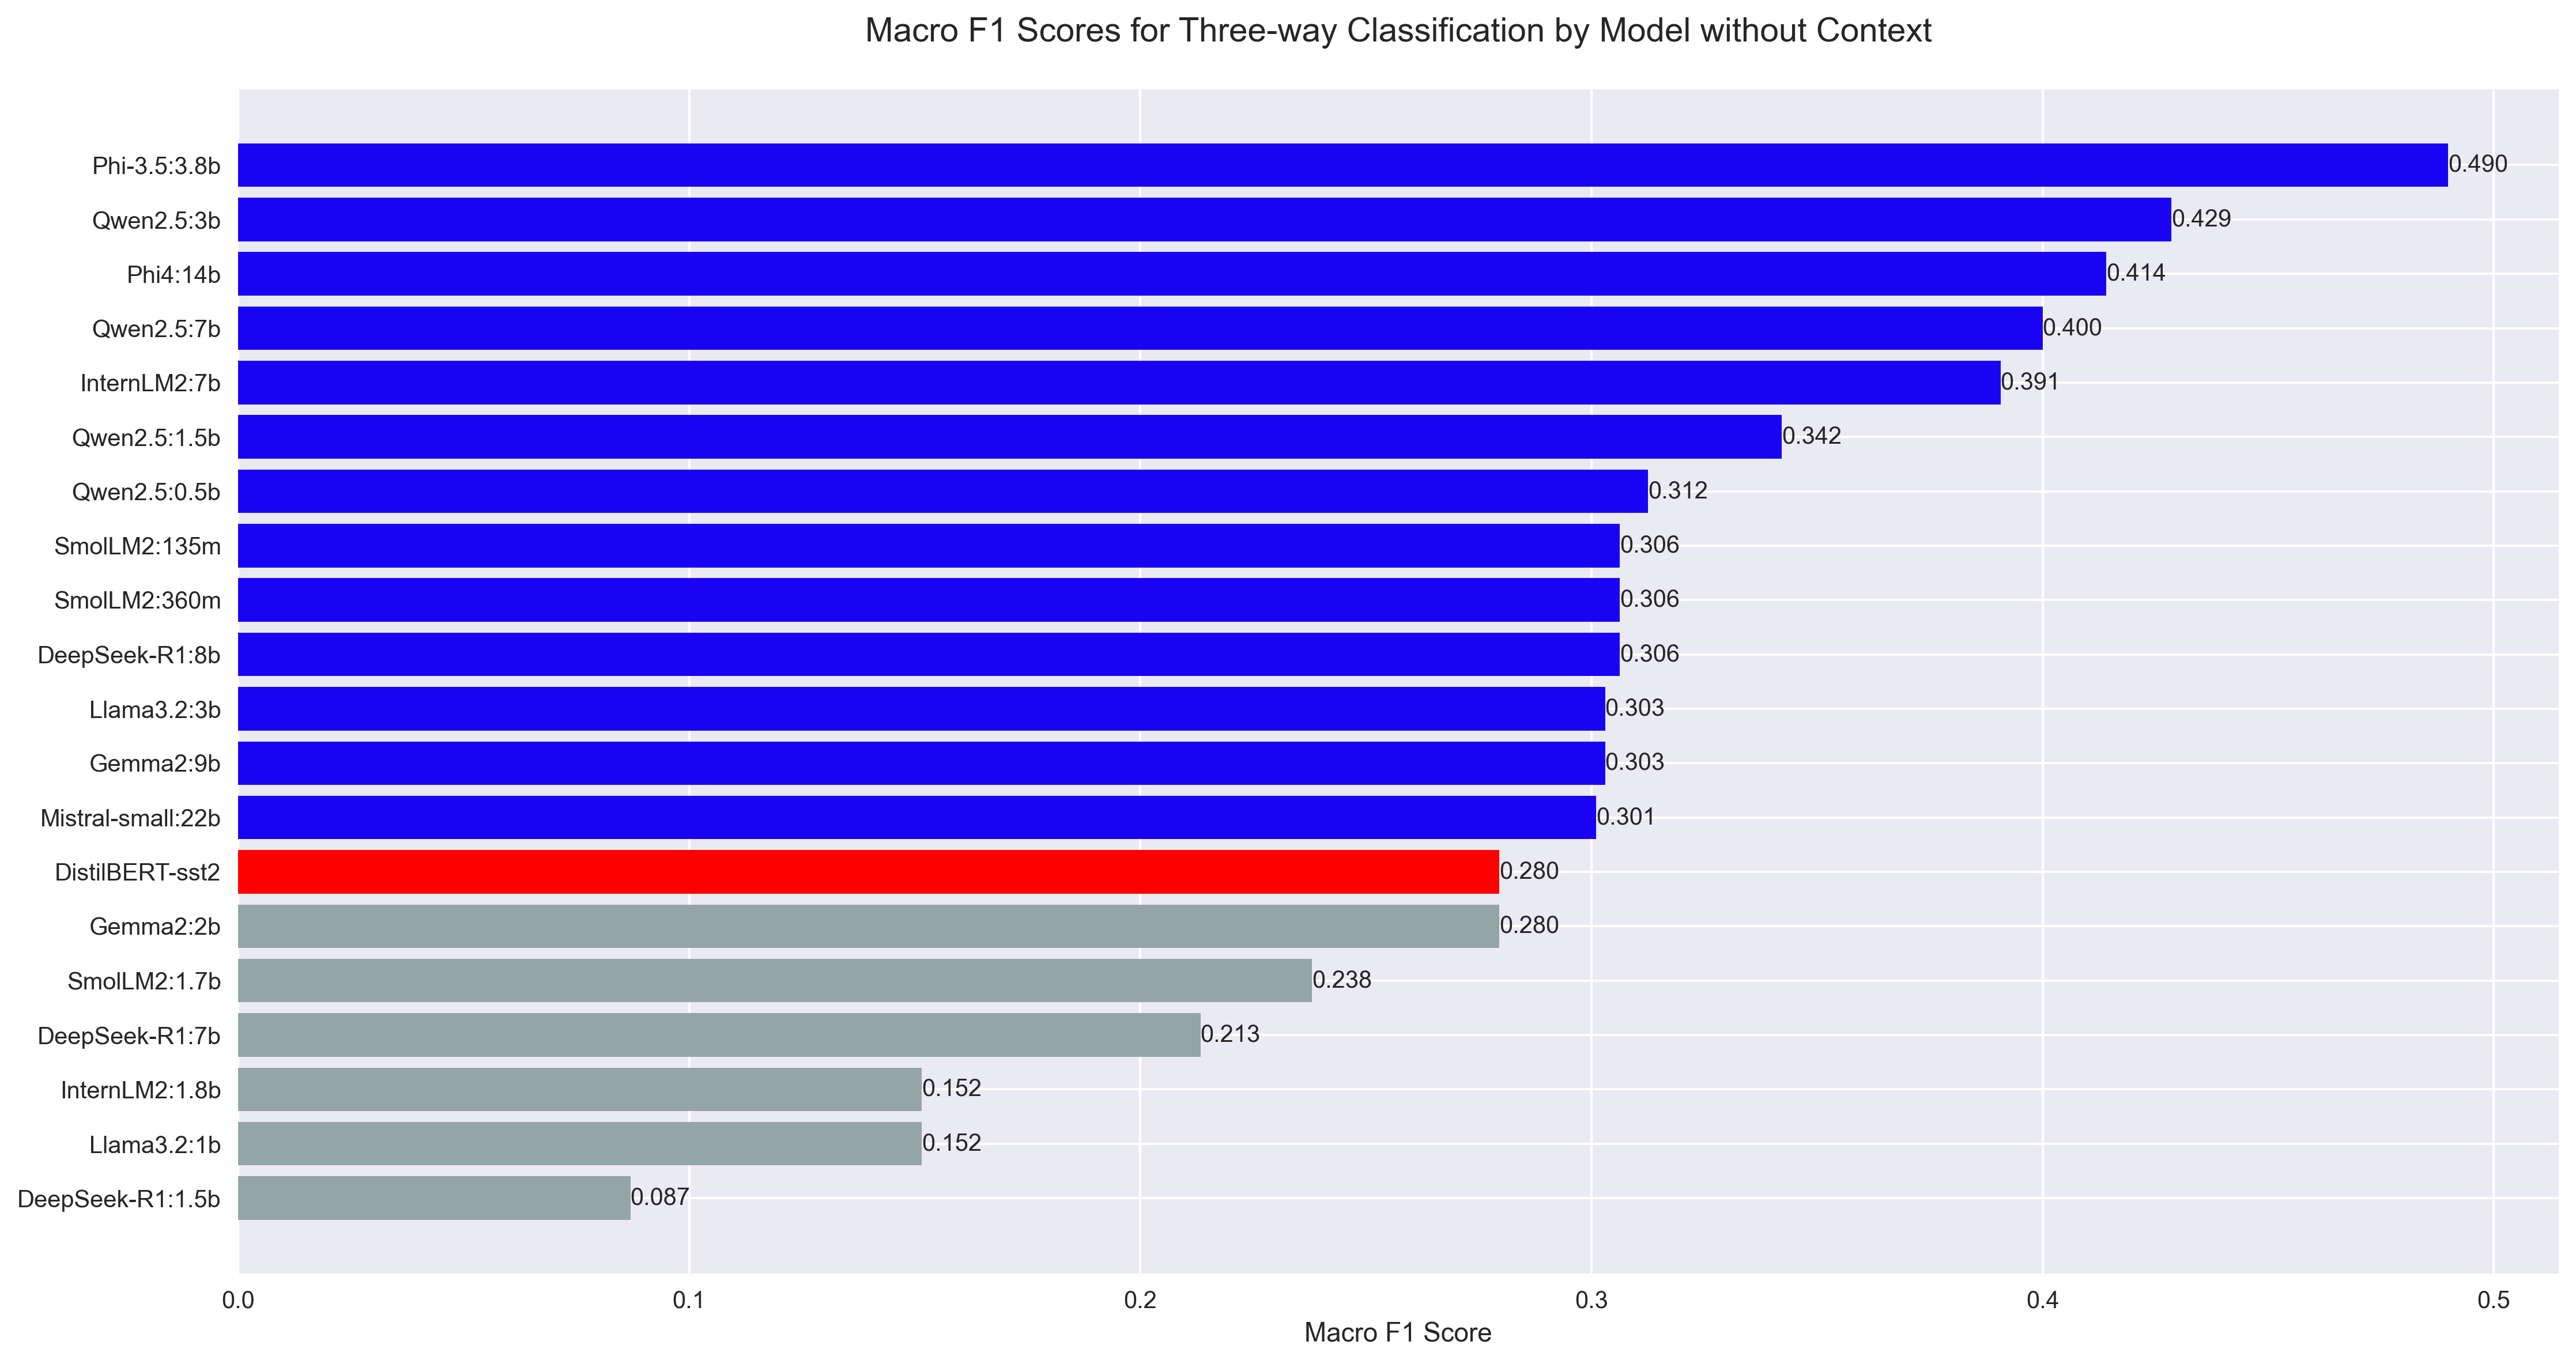 Macro F1 Scores for Three-way Classification by Model without Context
Phi-3.5:3.8b 0.490
Qwen2.5:3b 0.429
Phi4:14b 0.414
Qwen2.5:7b 0.400
InternLM2:7b 0.391
Qwen2.5:1.5b 0.342
Qwen2.5:0.5b 0.312
SmolLM2:135m 0.306
SmolLM2:360m 0.306
DeepSeek-R1:8b 0.306
Llama3.2:3b 0.303
Gemma2:9b 0.303
Mistral-small:22b 0.301
DistilBERT-sst2 0.280
Gemma2:2b 0.280
SmolLM2:1.7b 0.238
DeepSeek-R1:7b 0.213
InternLM2:1.8b 0.152
Llama3.2:1b 0.152
DeepSeek-R1:1.5b 0.087
0.0 0.1 0.2 0.3 0.4 0.5
Macro F1 Score